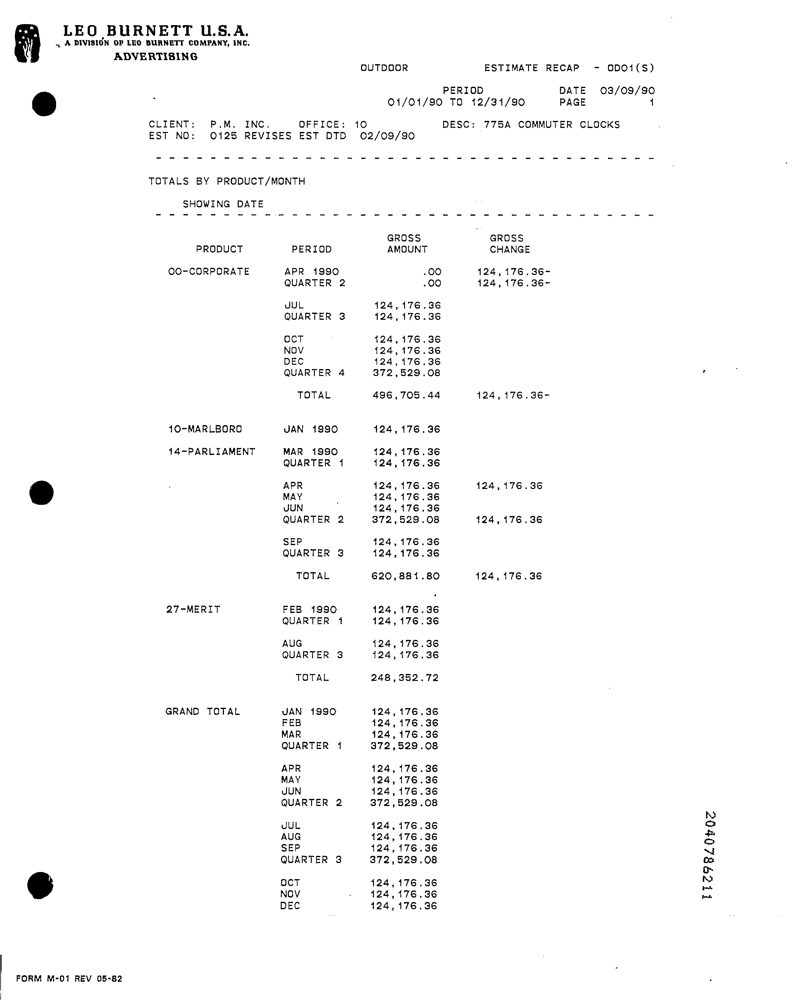 LEO BURNETT U.S.A.
A DIVISION OF LEO BURNETT COMPANY, INC.
ADVERTISING
OUTDOOR ESTIMATE RECAP - ODO1(S)
PERIOD DATE 03/09/90
01/01/90 TO 12/31/90 PAGE 1
CLIENT: P.M. INC. OFFICE: 10 DESC: 775A COMMUTER CLOCKS
EST NO: 0125 REVISES EST DTD 02/09/90
- - - - - - - - - - - - - - - - - - - - - - - - - - - - - - - - - - - - -
TOTALS BY PRODUCT/MONTH
SHOWING DATE
- - - - - - - - - - - - - - - - - - - - - - - - - - - - - - - - - - - - -
GROSS GROSS
PRODUCT PERIOD AMOUNT CHANGE
00-CORPORATE APR 1990 .00 124,176.36-
QUARTER 2 .00 124,176.36-
JUL 124,176.36
QUARTER 3 124,176.36
OCT 124,176.36
NOV 124,176.36
DEC 124,176.36
QUARTER 4 372,529.08
TOTAL 496,705.44 124,176.36-
10-MARLBORO JAN 1990 124,176.36
14-PARLIAMENT MAR 1990 124,176.36
QUARTER 1 124,176.36
APR 124,176.36 124,176.36
MAY 124,176.36
JUN 124,176.36
QUARTER 2 372,529.08 124,176.36
SEP 124,176.36
QUARTER 3 124,176.36
TOTAL 620,881.80 124,176.36
27-MERIT FEB 1990 124,176.36
QUARTER 1 124,176.36
AUG 124,176.36
QUARTER 3 124,176.36
TOTAL 248,352.72
GRAND TOTAL JAN 1990 124,176.36
FEB 124,176.36
MAR 124,176.36
QUARTER 1 372,529.08
APR 124,176.36
MAY 124,176.36
JUN 124,176.36
QUARTER 2 372,529.08
JUL 124,176.36
AUG 124,176.36
SEP 124,176.36
QUARTER 3 372,529.08
OCT 124,176.36
NOV 124,176.36
DEC 124,176.36
2040786211
FORM M-01 REV 05-82